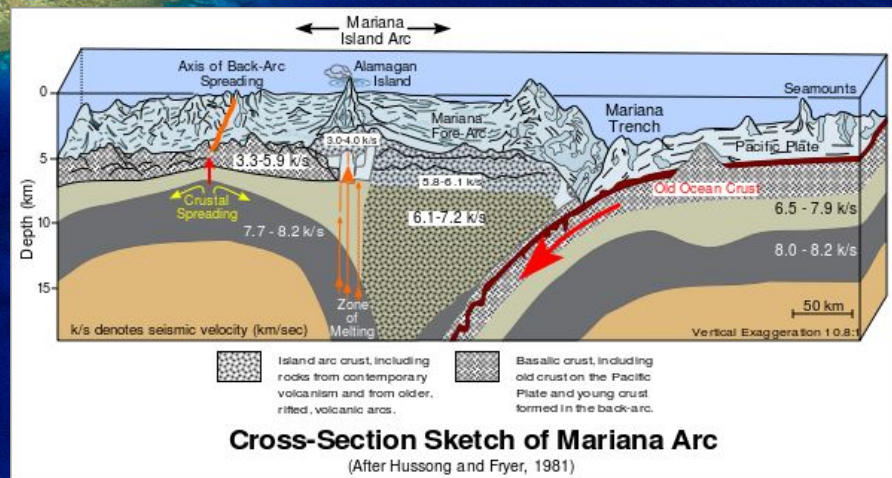 Mariana
Island Arc
Axis of Back-Arc
Spreading
Alamagan
Island
Seamounts
0
Mariana
Fore-Arc
Mariana
Trench
3.0-4.0 k/s
Pacific Plate
5
3.3-5.9 k/s
5.8-6.1 k/s
Old Ocean Crust
Depth (km)
Crustal
Spreading
6.1-7.2 k/s
6.5 - 7.9 k/s
10
7.7 - 8.2 k/s
8.0 - 8.2 k/s
15
Zone
of
Melting
50 km
k/s denotes seismic velocity (km/sec)
Vertical Exaggeration 10.8:1
Island arc crust, including
rocks from contemporary
volcanism and from older,
rifted, volcanic arcs.
Basalic crust, including
old crust on the Pacific
Plate and young crust
formed in the back-arc.
Cross-Section Sketch of Mariana Arc
(After Hussong and Fryer, 1981)